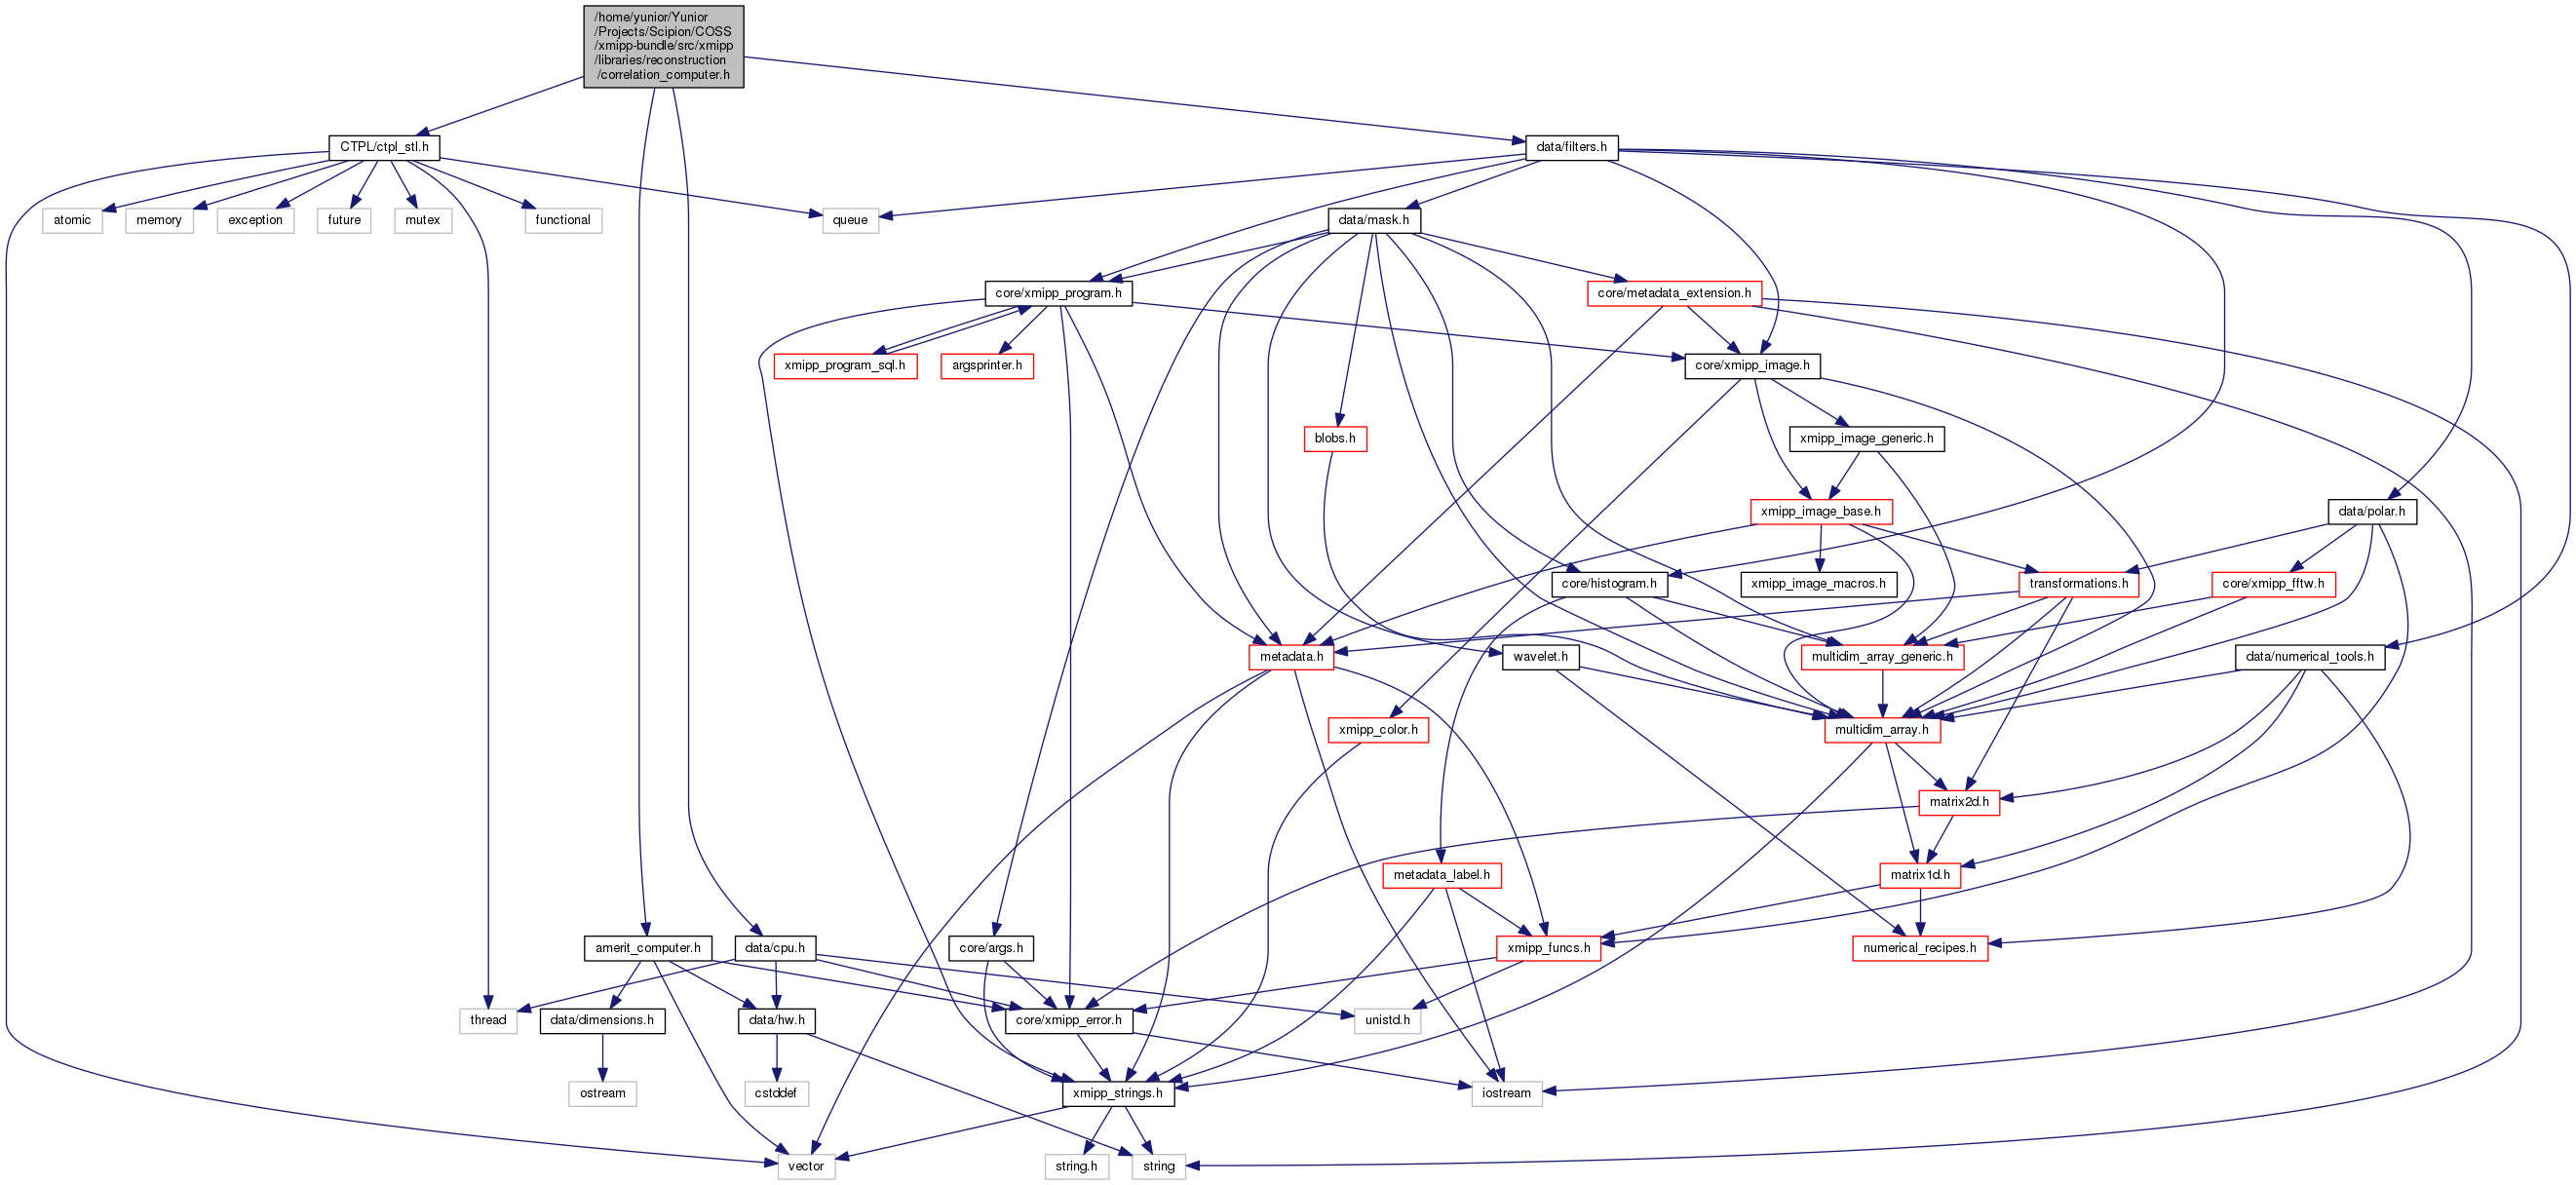 /home/yunior/Yunior
/Projects/Scipion/COSS
/xmipp-bundle/src/xmipp
/libraries/reconstruction
/correlation_computer.h
CTPL/ctpl_stl.h
data/filters.h
atomic
memory
exception
future
mutex
functional
queue
data/mask.h
core/xmipp_program.h
core/metadata_extension.h
xmipp_program_sql.h
argsprinter.h
core/xmipp_image.h
blobs.h
xmipp_image_generic.h
xmipp_image_base.h
data/polar.h
core/histogram.h
xmipp_image_macros.h
transformations.h
core/xmipp_fftw.h
metadata.h
wavelet.h
multidim_array_generic.h
data/numerical_tools.h
xmipp_color.h
multidim_array.h
matrix2d.h
metadata_label.h
matrix1d.h
amerit_computer.h
data/cpu.h
core/args.h
xmipp_funcs.h
numerical_recipes.h
thread
data/dimensions.h
data/hw.h
core/xmipp_error.h
unistd.h
ostream
cstddef
xmipp_strings.h
iostream
vector
string.h
string